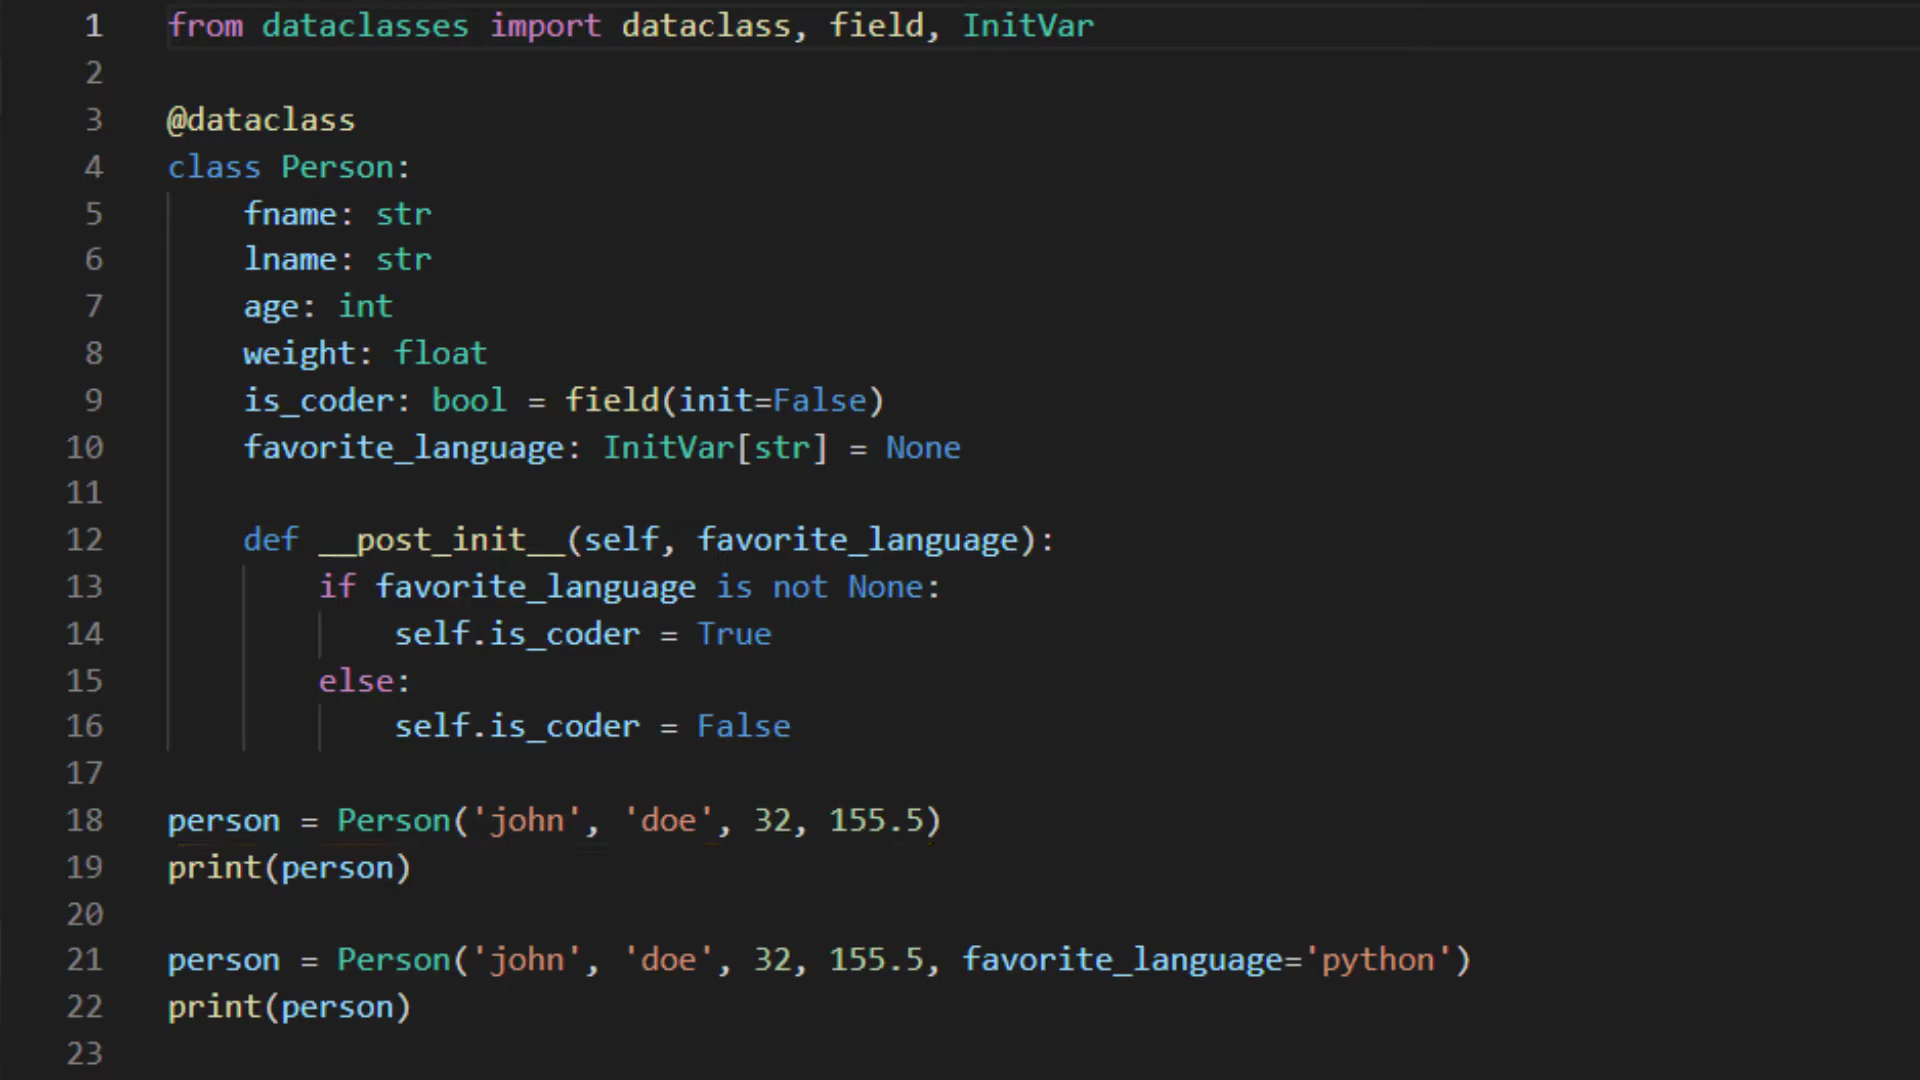 1 from dataclasses import dataclass, field, InitVar
2
3 @dataclass
4 class Person:
5     fname: str
6     lname: str
7     age: int
8     weight: float
9     is_coder: bool = field(init=False)
10     favorite_language: InitVar[str] = None
11
12     def __post_init__(self, favorite_language):
13         if favorite_language is not None:
14             self.is_coder = True
15         else:
16             self.is_coder = False
17
18 person = Person('john', 'doe', 32, 155.5)
19 print(person)
20
21 person = Person('john', 'doe', 32, 155.5, favorite_language='python')
22 print(person)
23